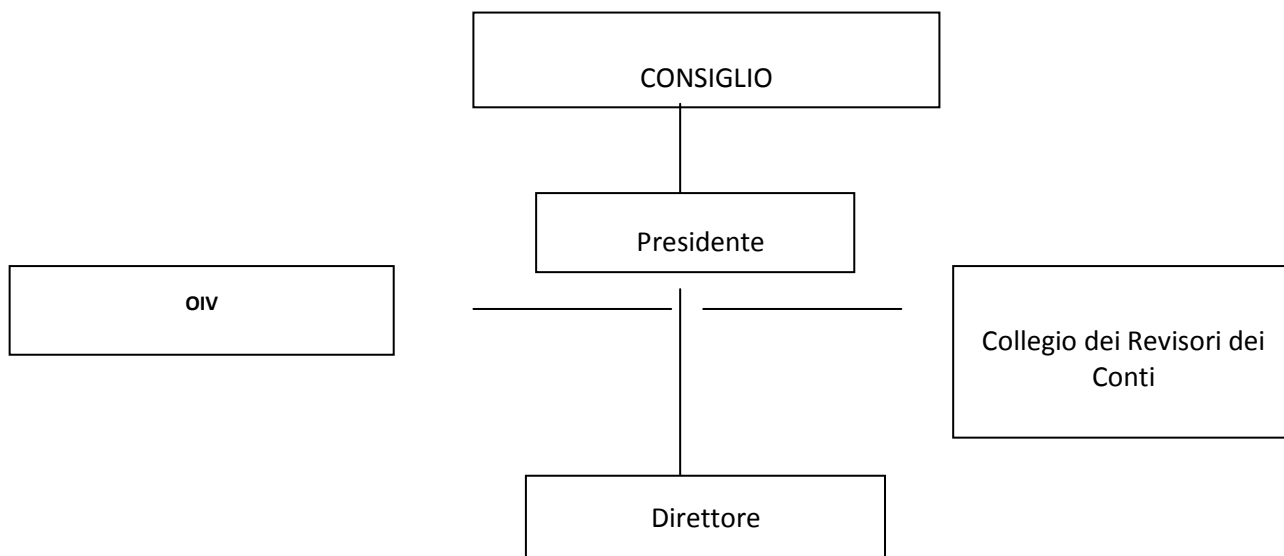 CONSIGLIO
Presidente
OIV
Collegio dei Revisori dei
Conti
Direttore